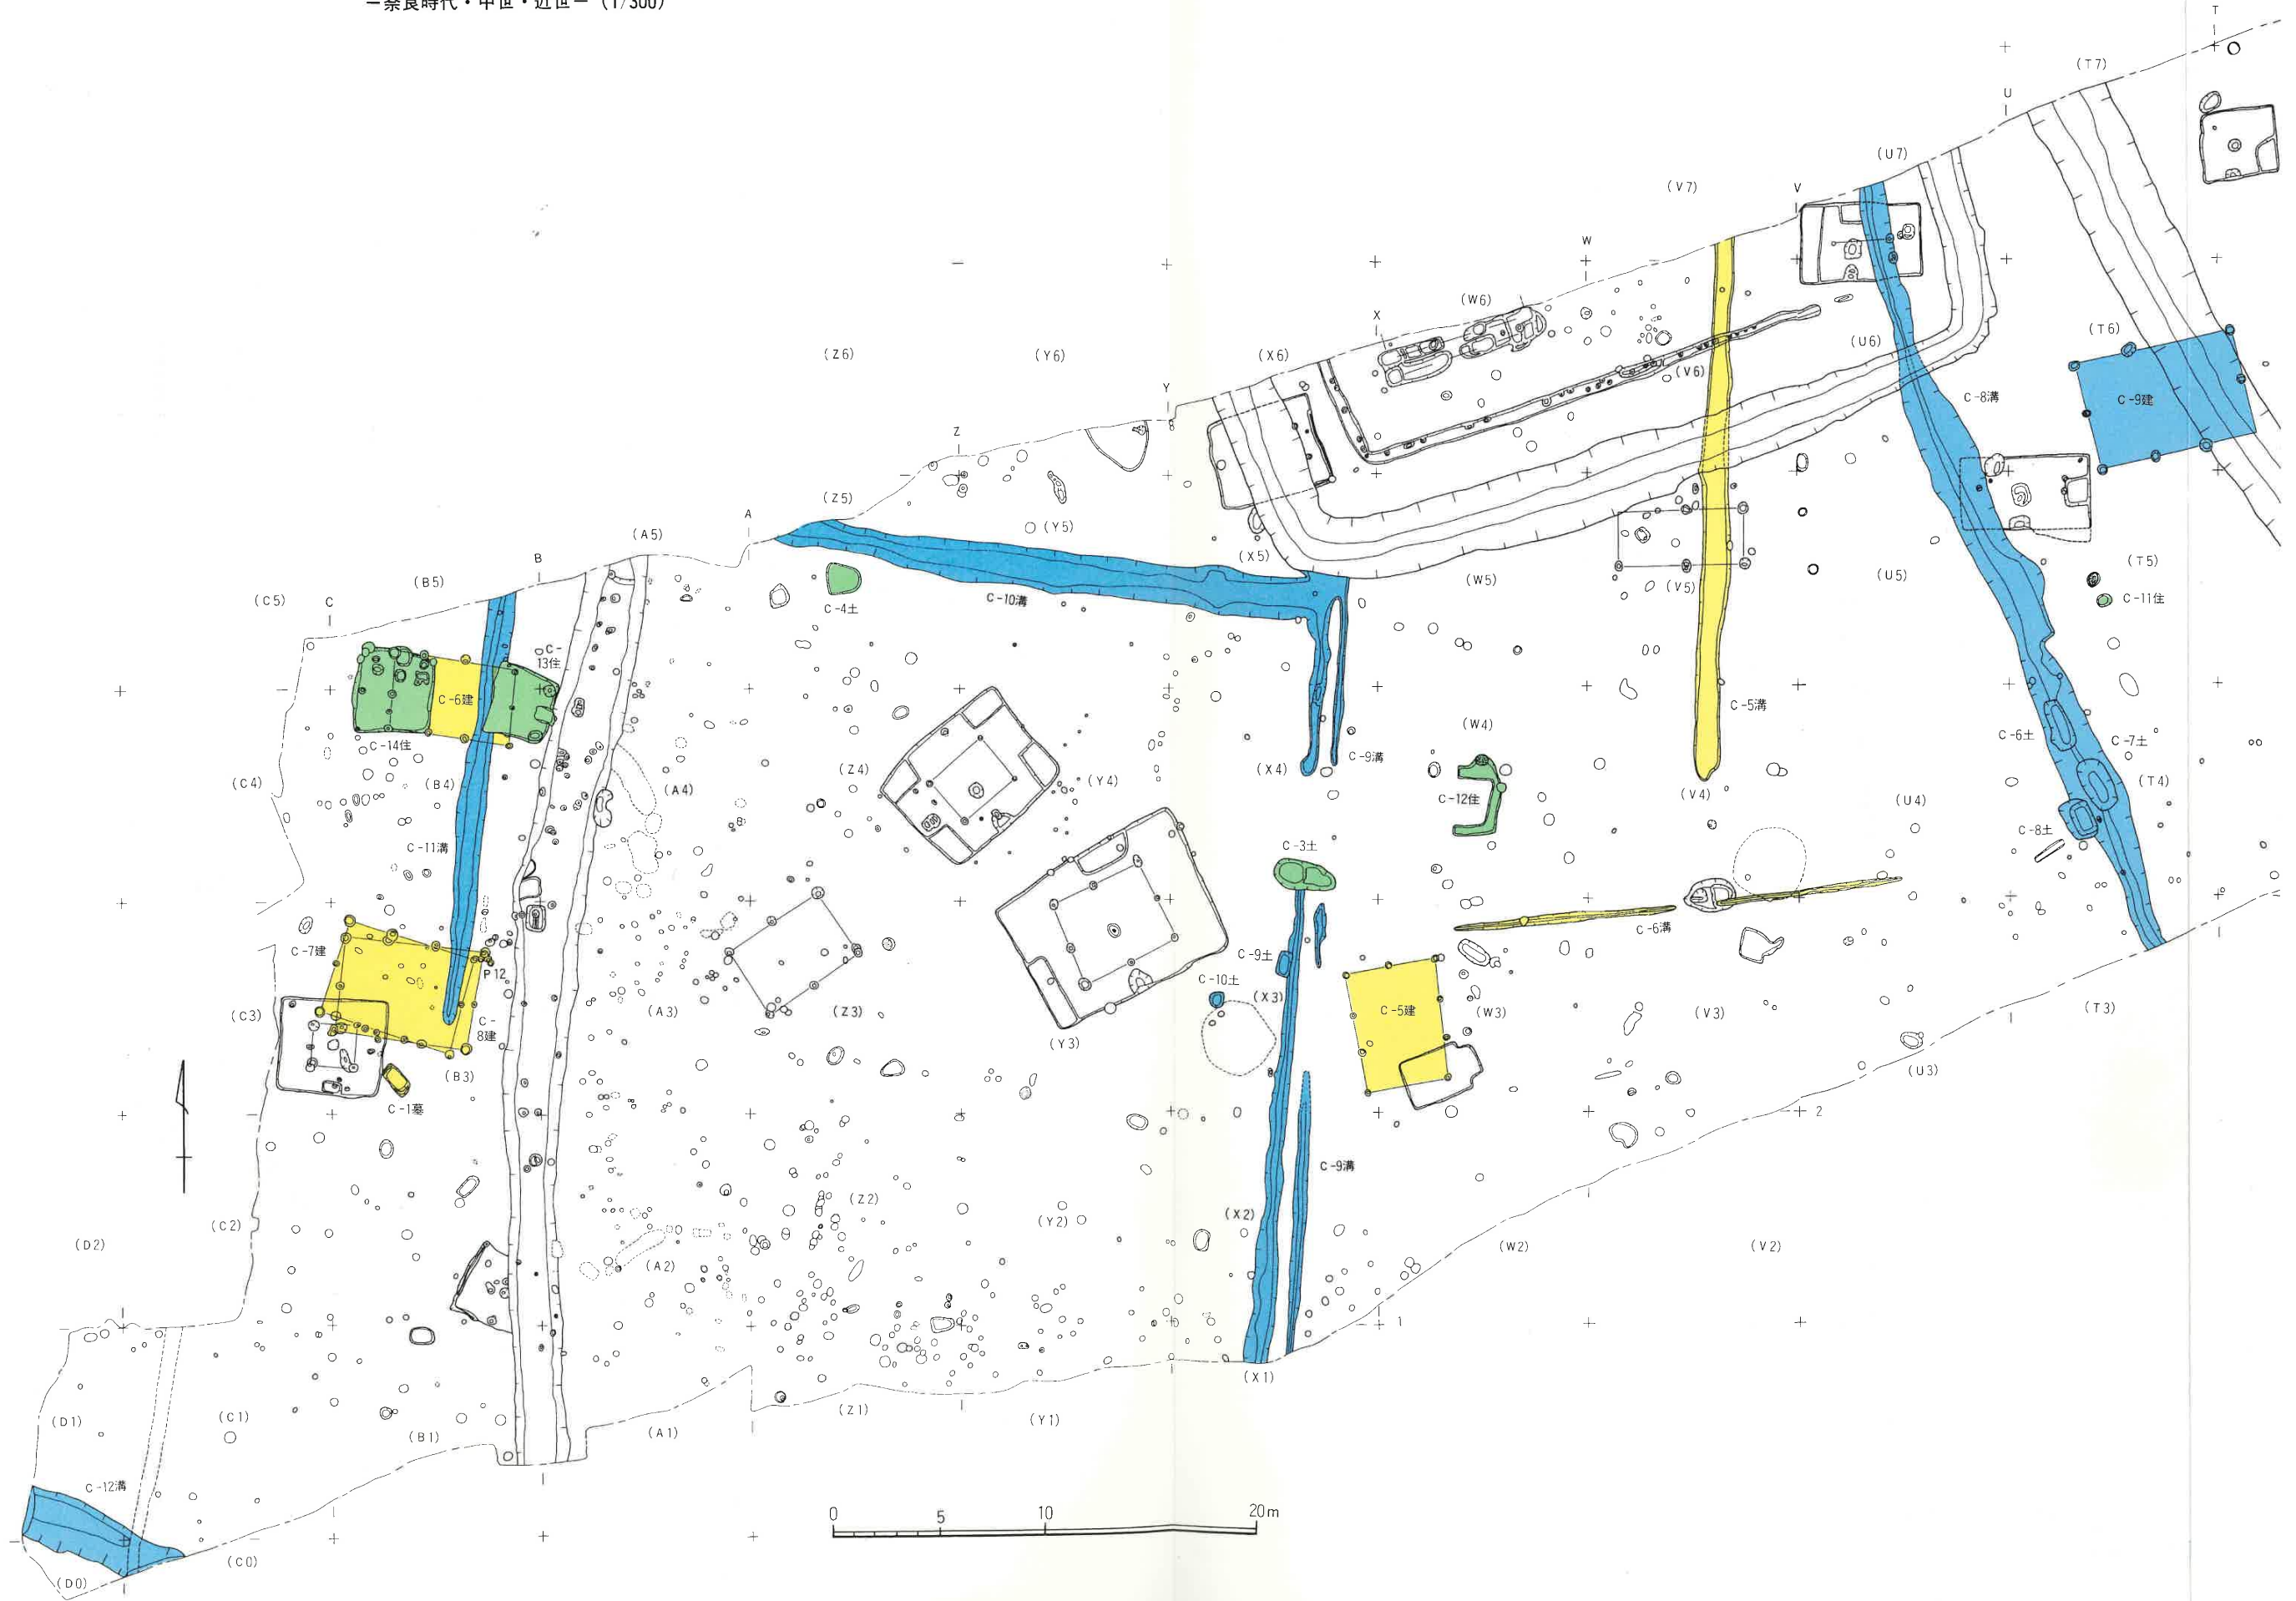 －奈良時代・中世・近世－（1/300）
T
(T7)
U
(U7)
V
(V7)
W
(W6)
X
(X6)
(Y6)
(Z6)
(U6)
(V6)
(T6)
C-9建
C-8溝
Y
Z
(Z5)
(Y5)
A
(A5)
B
(B5)
C
(C5)
(X5)
(W5)
(V5)
(U5)
(T5)
C-11住
C-4土
C-10溝
C-13住
C-6建
C-14住
C-5溝
C-6土
C-7土
(W4)
(X4)
C-9溝
(C4)
(B4)
(A4)
(Z4)
(Y4)
C-12住
(V4)
(U4)
(T4)
C-8土
C-11溝
C-3土
C-6溝
C-7建
P12
C-9土
C-10土
(X3)
(C3)
C-8建
(A3)
(Z3)
(Y3)
C-5建
(W3)
(V3)
(T3)
(B3)
C-1墓
(U3)
2
C-9溝
(Z2)
(Y2)
(X2)
(D2)
(C2)
(A2)
(W2)
(V2)
1
(X1)
(D1)
(C1)
(B1)
(A1)
(Z1)
(Y1)
C-12溝
0 5 10 20m
(C0)
(D0)